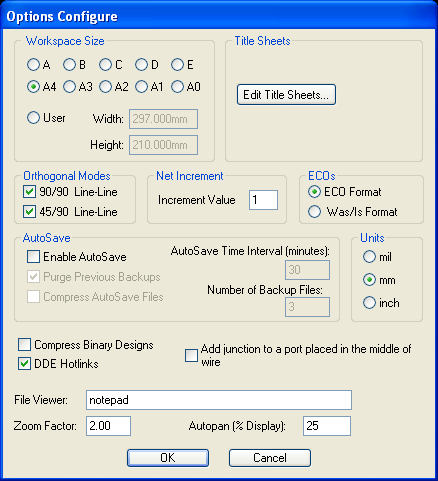 Options Configure
Workspace Size
Title Sheets
A B C D E
A4 A3 A2 A1 A0
Edit Title Sheets...
User Width: 297.000mm
Height: 210.000mm
Orthogonal Modes
90/90 Line-Line
45/90 Line-Line
Net Increment
Increment Value 1
ECOs
ECO Format
Was/Is Format
AutoSave
Enable AutoSave
Purge Previous Backups
Compress AutoSave Files
AutoSave Time Interval (minutes):
30
Number of Backup Files:
3
Units
mil
mm
inch
Compress Binary Designs
DDE Hotlinks
Add junction to a port placed in the middle of
wire
File Viewer: notepad
Zoom Factor: 2.00 Autopan (% Display): 25
OK Cancel